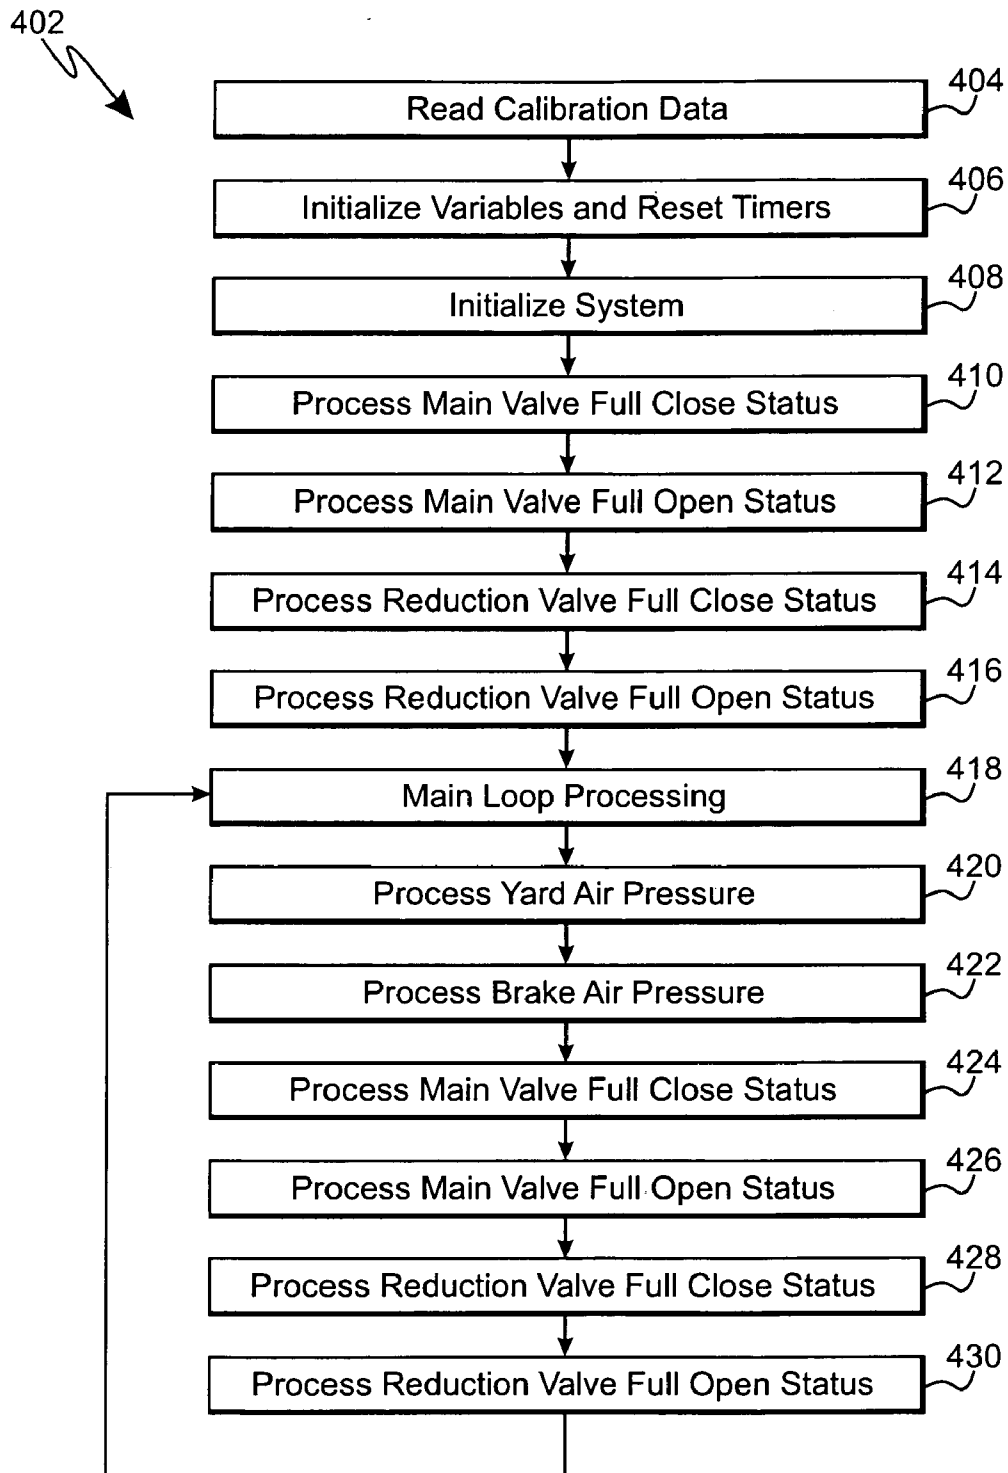 402
Read Calibration Data
404
Initialize Variables and Reset Timers
406
Initialize System
408
Process Main Valve Full Close Status
410
Process Main Valve Full Open Status
412
Process Reduction Valve Full Close Status
414
Process Reduction Valve Full Open Status
416
Main Loop Processing
418
Process Yard Air Pressure
420
Process Brake Air Pressure
422
Process Main Valve Full Close Status
424
Process Main Valve Full Open Status
426
Process Reduction Valve Full Close Status
428
Process Reduction Valve Full Open Status
430